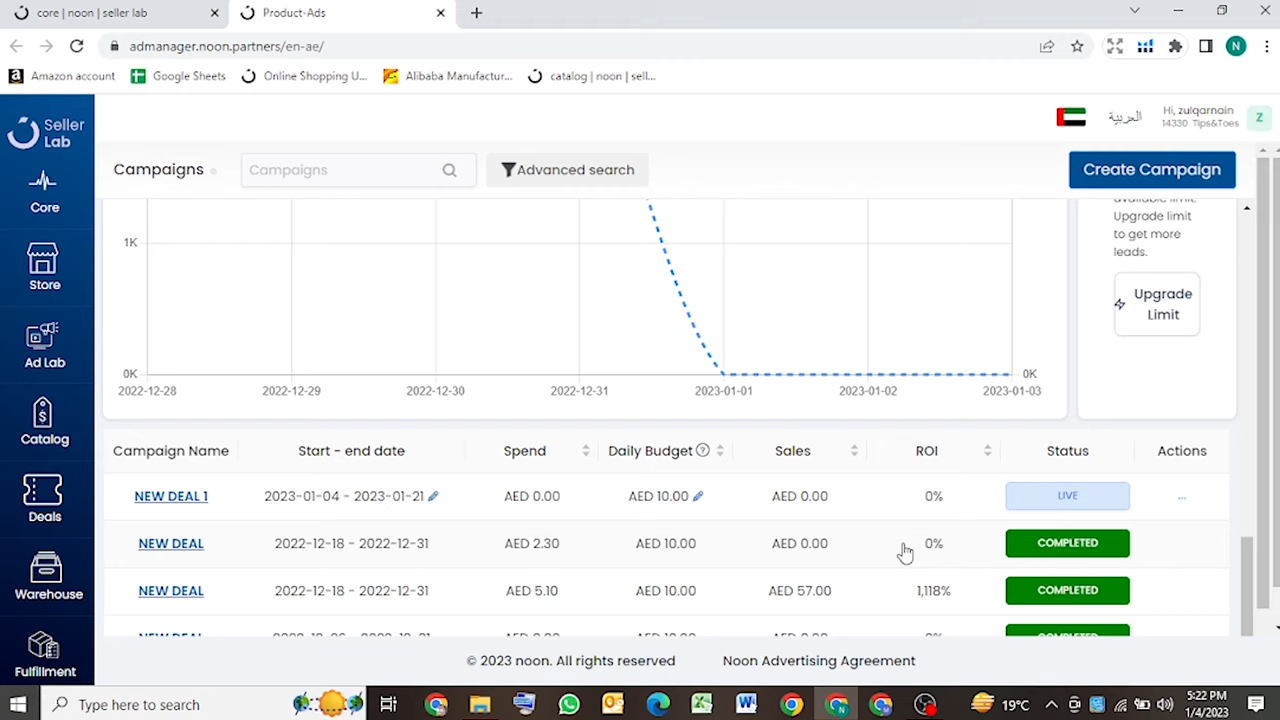 core | noon | seller lab
Product-Ads
admanager.noon.partners/en-ae/
N
Amazon account
Google Sheets
Online Shopping U...
Alibaba Manufactur...
catalog | noon | sell...
Seller
Lab
العربية
Hi, zulqarnain
14330 Tips&Toes
Z
Campaigns
Campaigns
Advanced search
Create Campaign
Core
Store
Ad Lab
Catalog
Deals
Warehouse
Fulfillment
1K
0K
0K
2022-12-28
2022-12-29
2022-12-30
2022-12-31
2023-01-01
2023-01-02
2023-01-03
available limit.
Upgrade limit
to get more
leads.
Upgrade
Limit
Campaign Name Start - end date Spend Daily Budget ? Sales ROI Status Actions
NEW DEAL 1 2023-01-04 - 2023-01-21 AED 0.00 AED 10.00 AED 0.00 0% LIVE ...
NEW DEAL 2022-12-18 - 2022-12-31 AED 2.30 AED 10.00 AED 0.00 0% COMPLETED
NEW DEAL 2022-12-18 - 2022-12-31 AED 5.10 AED 10.00 AED 57.00 1,118% COMPLETED
© 2023 noon. All rights reserved
Noon Advertising Agreement
Type here to search
19°C
5:22 PM
1/4/2023